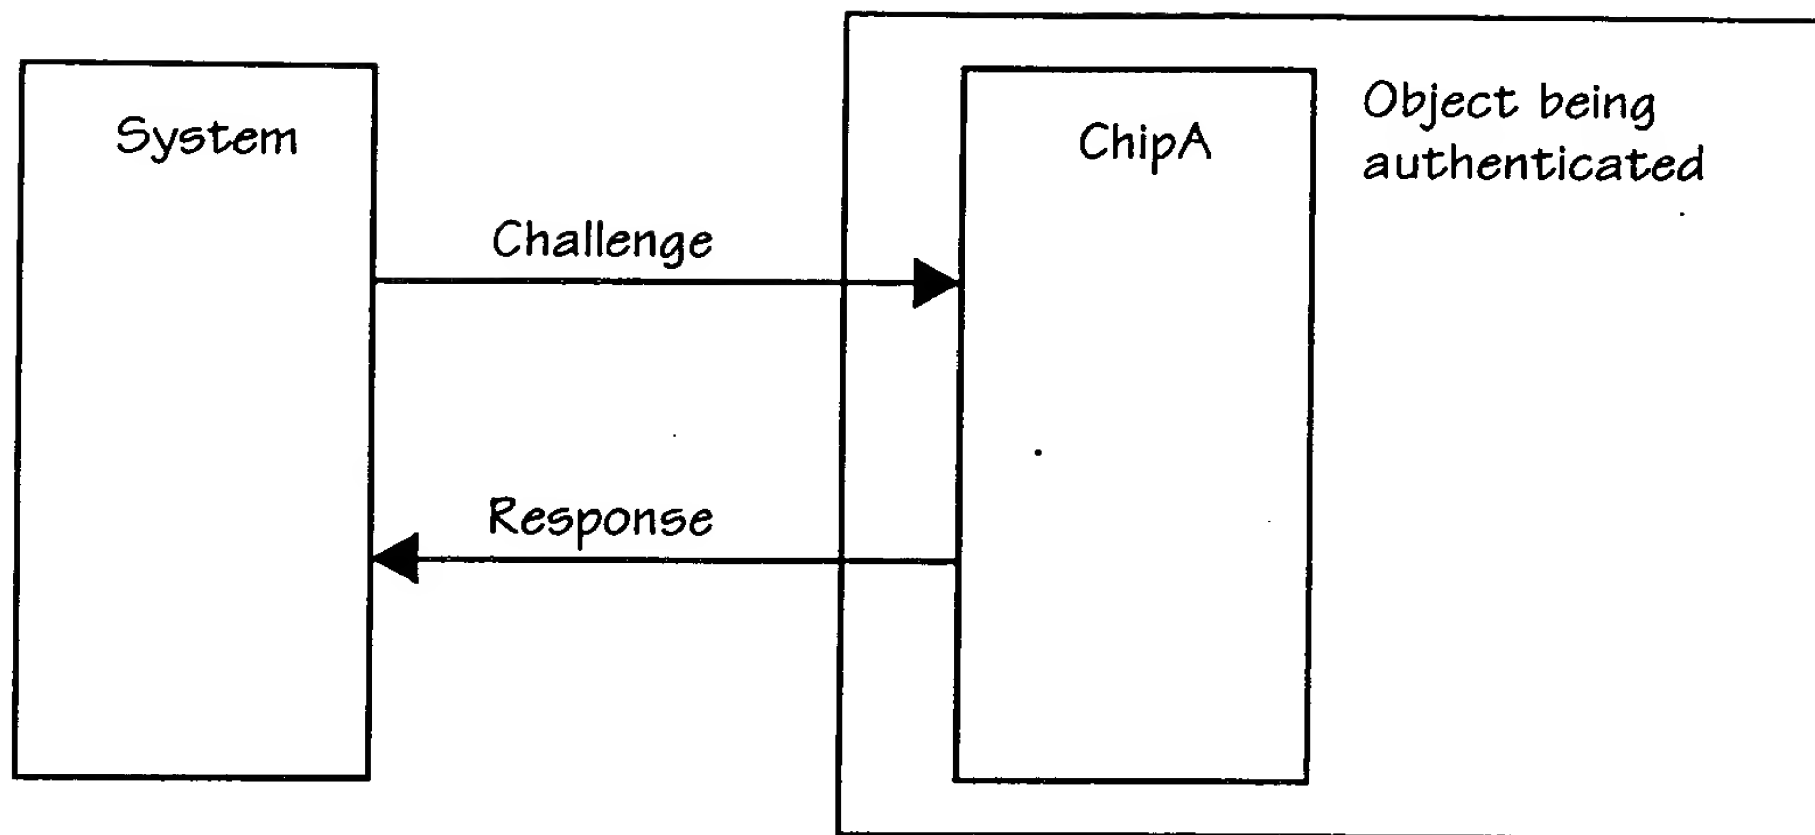 System
Challenge
Response
ChipA
Object being
authenticated